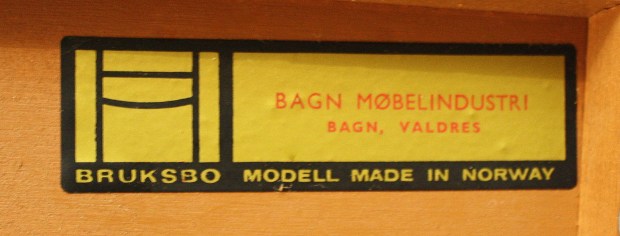 BAGN MØBELINDUSTRI
BAGN, VALDRES
BRUKSBO MODELL MADE IN NORWAY